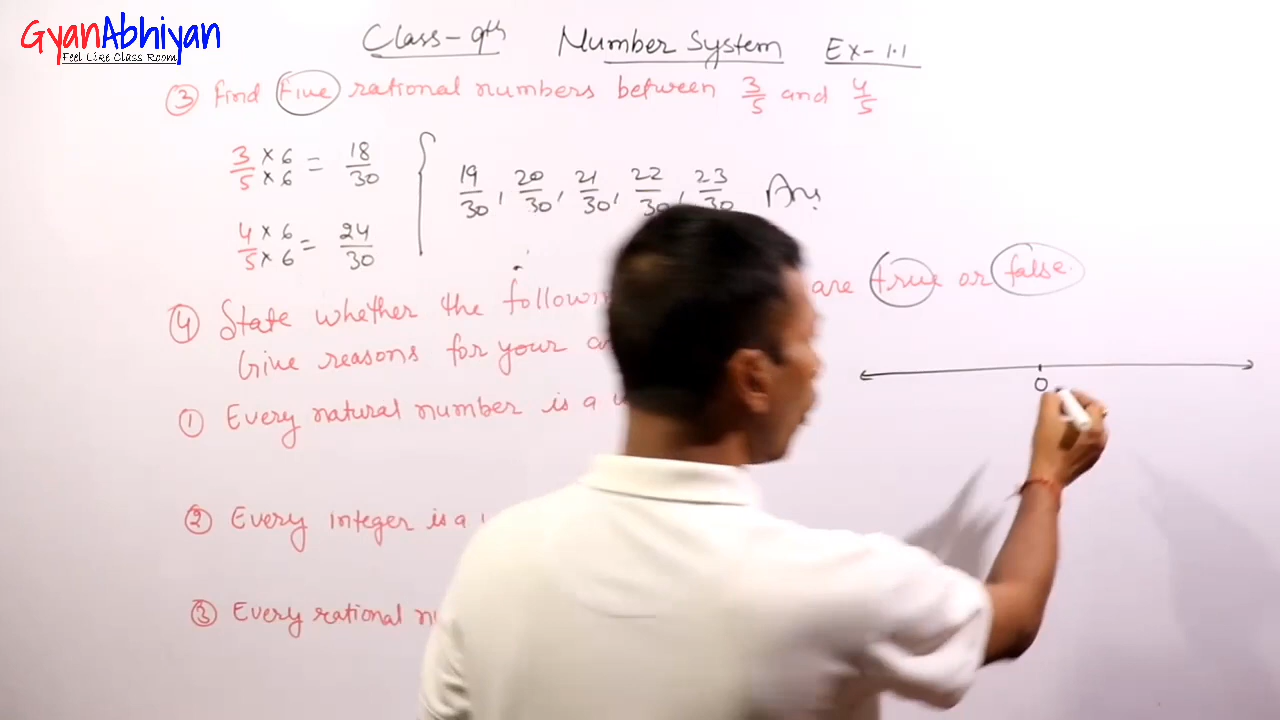 GyanAbhiyan
Feel Like Class Room
Class-9th Number System Ex-1.1
③ Find Five rational numbers between 3/5 and 4/5
3/5 × 6/× 6 = 18/30
19/30, 20/30, 21/30, 22/30, 23/30 Ans
4/5 × 6/× 6 = 24/30
④ State whether the are true or false.
Give reasons for your
0
① Every natural number is a
② Every integer is a
③ Every rational